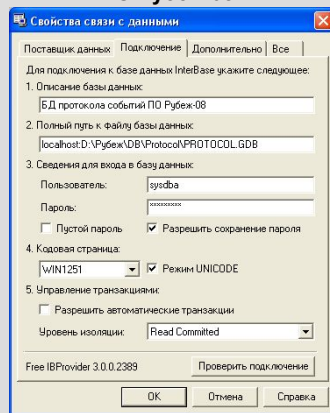 Свойства связи с данными
Поставщик данных Подключение Дополнительно Все
Для подключения к базе данных InterBase укажите следующее:
1. Описание базы данных:
БД протокола событий ПО Рубеж-08
2. Полный путь к файлу базы данных:
localhost:D:\Рубеж\DB\Protocol\PROTOCOL.GDB
3. Сведения для входа в базу данных:
Пользователь: sysdba
Пароль: ×××××××××
Пустой пароль Разрешить сохранение пароля
4. Кодовая страница:
WIN1251 Режим UNICODE
5. Управление транзакциями:
Разрешить автоматические транзакции
Уровень изоляции: Read Committed
Free IBProvider 3.0.0.2389 Проверить подключение
OK Отмена Справка